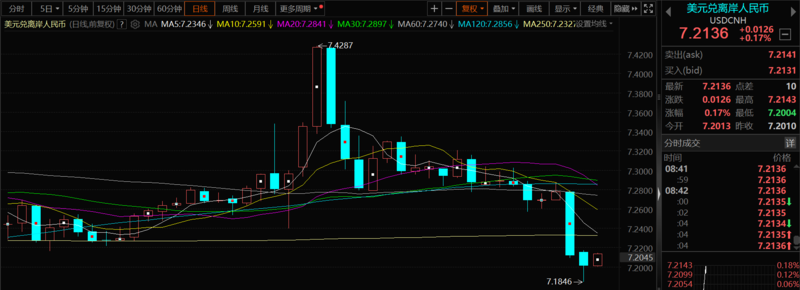 分时 5日 5分钟 15分钟 30分钟 60分钟 日线 周线 月线 更多周期 复权 叠加 画线 显示 经典 隐藏
美元兑离岸人民币(日线,前复权) MA MA5:7.2346↓ MA10:7.2591↓ MA20:7.2841↓ MA30:7.2897↓ MA60:7.2740↓ MA120:7.2856↓ MA250:7.2327 设置均线
7.4287
7.4200
7.4000
7.3800
7.3600
7.3400
7.3200
7.3000
7.2800
7.2600
7.2400
7.2200
7.2045
7.2000
7.1846
美元兑离岸人民币
USDCNH
7.2136 +0.0126
+0.17%
卖出(ask) 7.2141
买入(bid) 7.2131
最新 7.2136 点差 10
涨跌 0.0126 最高 7.2143
涨幅 0.17% 最低 7.2004
今开 7.2013 昨收 7.2010
分时成交 详
时间 价格
08:41 7.2136
:59 7.2136
08:42 7.2136
:00 7.2135↓
:02 7.2135
:04 7.2134↓
:04 7.2135↑
:04 7.2136↑
7.2143 0.18%
7.2099 0.12%
7.2054 0.06%